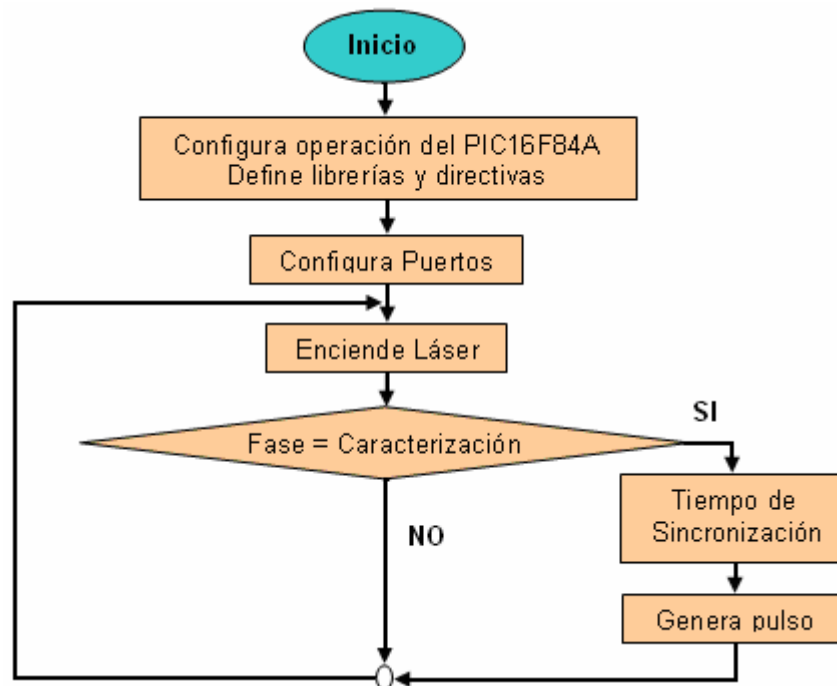 Inicio
Configura operación del PIC16F84A
Define librerías y directivas
Configura Puertos
Enciende Láser
Fase = Caracterización
SI
NO
Tiempo de
Sincronización
Genera pulso